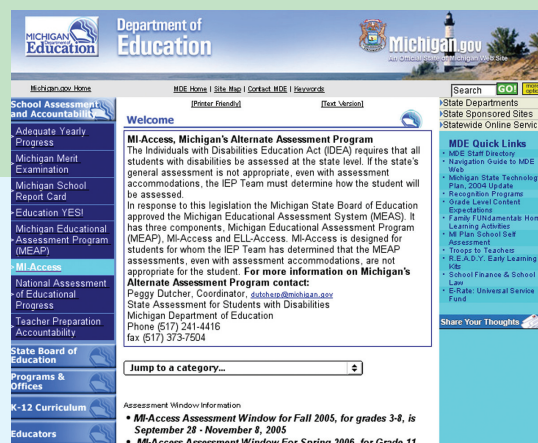 MICHIGAN
Department of
Education
Department of
Education
Michigan.gov
An Official State of Michigan Web Site
Michigan.gov Home
MDE Home | Site Map | Contact MDE | Keywords
Search GO!
School Assessment
and Accountability
Adequate Yearly
Progress
Michigan Merit
Examination
Michigan School
Report Card
Education YES!
Michigan Educational
Assessment Program
(MEAP)
MI-Access
National Assessment
of Educational
Progress
Teacher Preparation
Accountability
State Board of
Education
Programs &
Offices
K-12 Curriculum
Educators
[Printer Friendly] [Text Version]
Welcome
MI-Access, Michigan's Alternate Assessment Program
The Individuals with Disabilities Education Act (IDEA) requires that all
students with disabilities be assessed at the state level. If the state's
general assessment is not appropriate, even with assessment
accommodations, the IEP Team must determine how the student will
be assessed.
In response to this legislation the Michigan State Board of Education
approved the Michigan Educational Assessment System (MEAS). It
has three components, Michigan Educational Assessment Program
(MEAP), MI-Access and ELL-Access. MI-Access is designed for
students for whom the IEP Team has determined that the MEAP
assessments, even with assessment accommodations, are not
appropriate for the student. For more information on Michigan's
Alternate Assessment Program contact:
Peggy Dutcher, Coordinator, dutcherp@michigan.gov
State Assessment for Students with Disabilities
Michigan Department of Education
Phone (517) 241-4416
fax (517) 373-7504
Jump to a category...
Assessment Window Information
• MI-Access Assessment Window for Fall 2005, for grades 3-8, is
September 28 - November 8, 2005
• MI-Access Assessment Window For Spring 2006, for Grade 11
State Departments
State Sponsored Sites
Statewide Online Servic
MDE Quick Links
• MDE Staff Directory
• Navigation Guide to MDE
Web
• Michigan State Technolog
Plan, 2004 Update
• Recognition Programs
• Grade Level Content
Expectations
• Family FUNdamentals Hom
Learning Activities
• MI Plan School Self
Assessment
• Troops to Teachers
• R.E.A.D.Y. Early Learning
Kits
• School Finance & School
Law
• E-Rate: Universal Service
Fund
Share Your Thoughts